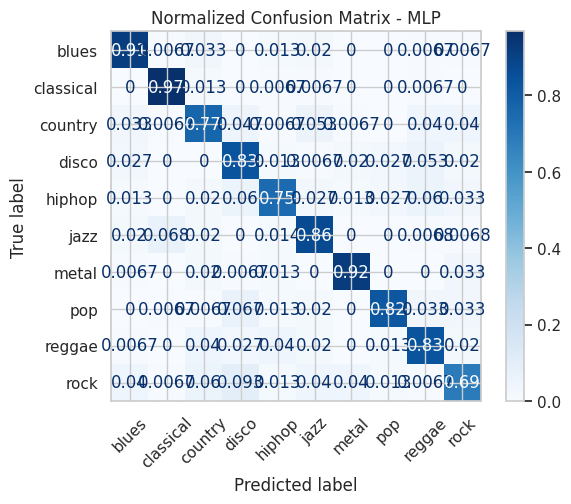 Normalized Confusion Matrix - MLP
blues 0.91 0.0067 0.033 0 0.013 0.02 0 0 0.0067 0.0067
classical 0 0.97 0.013 0 0.0067 0.0067 0 0 0.0067 0
country 0.033 0.77 0.047 0.0067 0.053 0.0067 0 0.04 0.04
disco 0.027 0 0 0.83 0.013 0.0067 0.02 0.027 0.053 0.02
hiphop 0.013 0 0.02 0.06 0.75 0.027 0.013 0.027 0.06 0.033
jazz 0.02 0.068 0.02 0 0.014 0.86 0 0 0.0068 0.0068
metal 0.0067 0 0.02 0.0067 0.013 0 0.92 0 0 0.033
pop 0 0.0067 0.0067 0.067 0.013 0.02 0 0.82 0.033 0.033
reggae 0.0067 0 0.04 0.027 0.04 0.02 0 0.013 0.83 0.02
rock 0.04 0.0067 0.06 0.093 0.013 0.04 0.04 0.013 0.69
blues classical country disco hiphop jazz metal pop reggae rock
True label
Predicted label
0.8
0.6
0.4
0.2
0.0